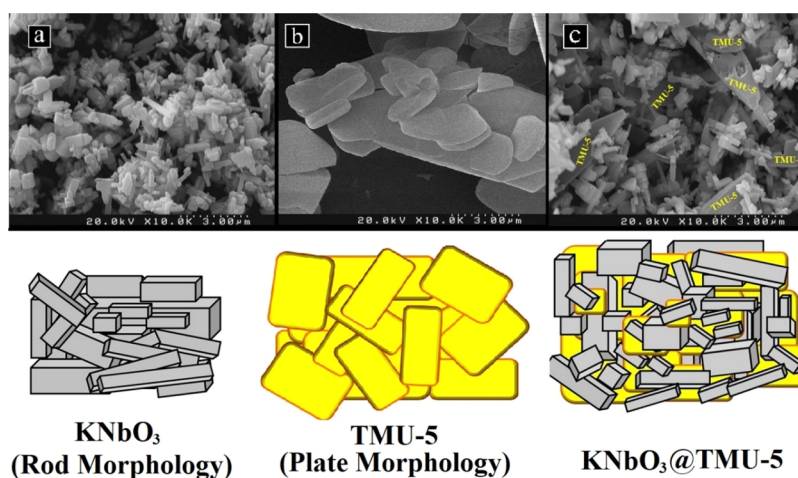 a
b
c
TMU-5
TMU-5
TMU-5
TMU-5
TMU-5
TMU-5
20.0kV X10.0K 3.00µm
20.0kV X10.0K 3.00µm
20.0kV X10.0K 3.00µm
KNbO₃
(Rod Morphology)
TMU-5
(Plate Morphology)
KNbO₃@TMU-5